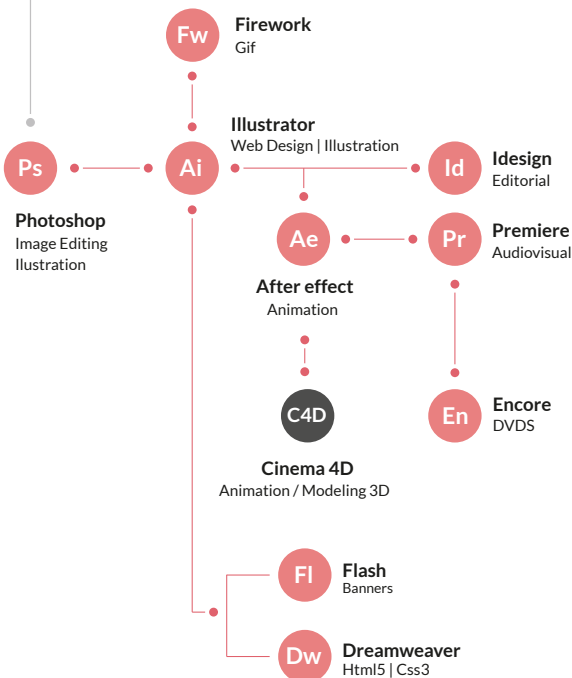 Fw
Firework
Gif
Illustrator
Web Design | Illustration
Ps
Ai
Id
Idesign
Editorial
Photoshop
Image Editing
Ilustration
Ae
After effect
Animation
Pr
Premiere
Audiovisual
C4D
Cinema 4D
Animation / Modeling 3D
En
Encore
DVDS
Fl
Flash
Banners
Dw
Dreamweaver
Html5 | Css3